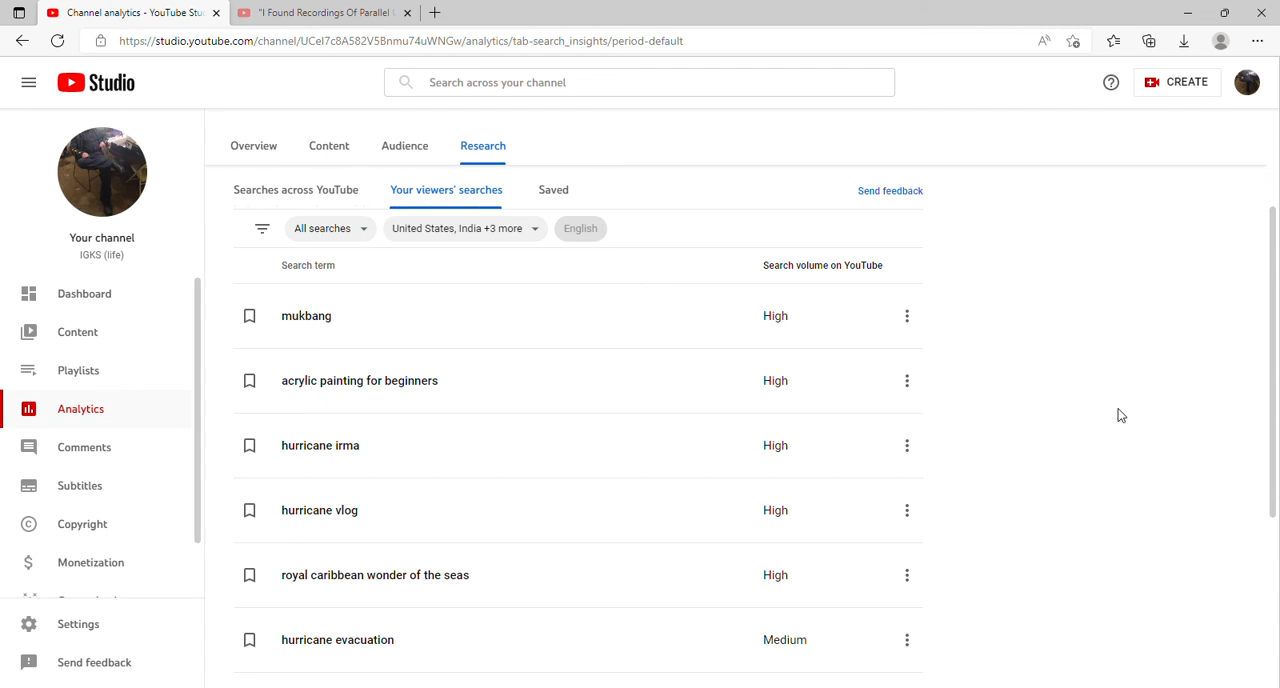 Channel analytics - YouTube Stu
"I Found Recordings Of Parallel
https://studio.youtube.com/channel/UCel7c8A582V5Bnmu74uWNGw/analytics/tab-search_insights/period-default
Studio
Search across your channel
CREATE
Your channel
IGKS (life)
Dashboard
Content
Playlists
Analytics
Comments
Subtitles
Copyright
Monetization
Settings
Send feedback
Overview Content Audience Research
Searches across YouTube Your viewers' searches Saved Send feedback
All searches United States, India +3 more English
Search term Search volume on YouTube
mukbang High
acrylic painting for beginners High
hurricane irma High
hurricane vlog High
royal caribbean wonder of the seas High
hurricane evacuation Medium